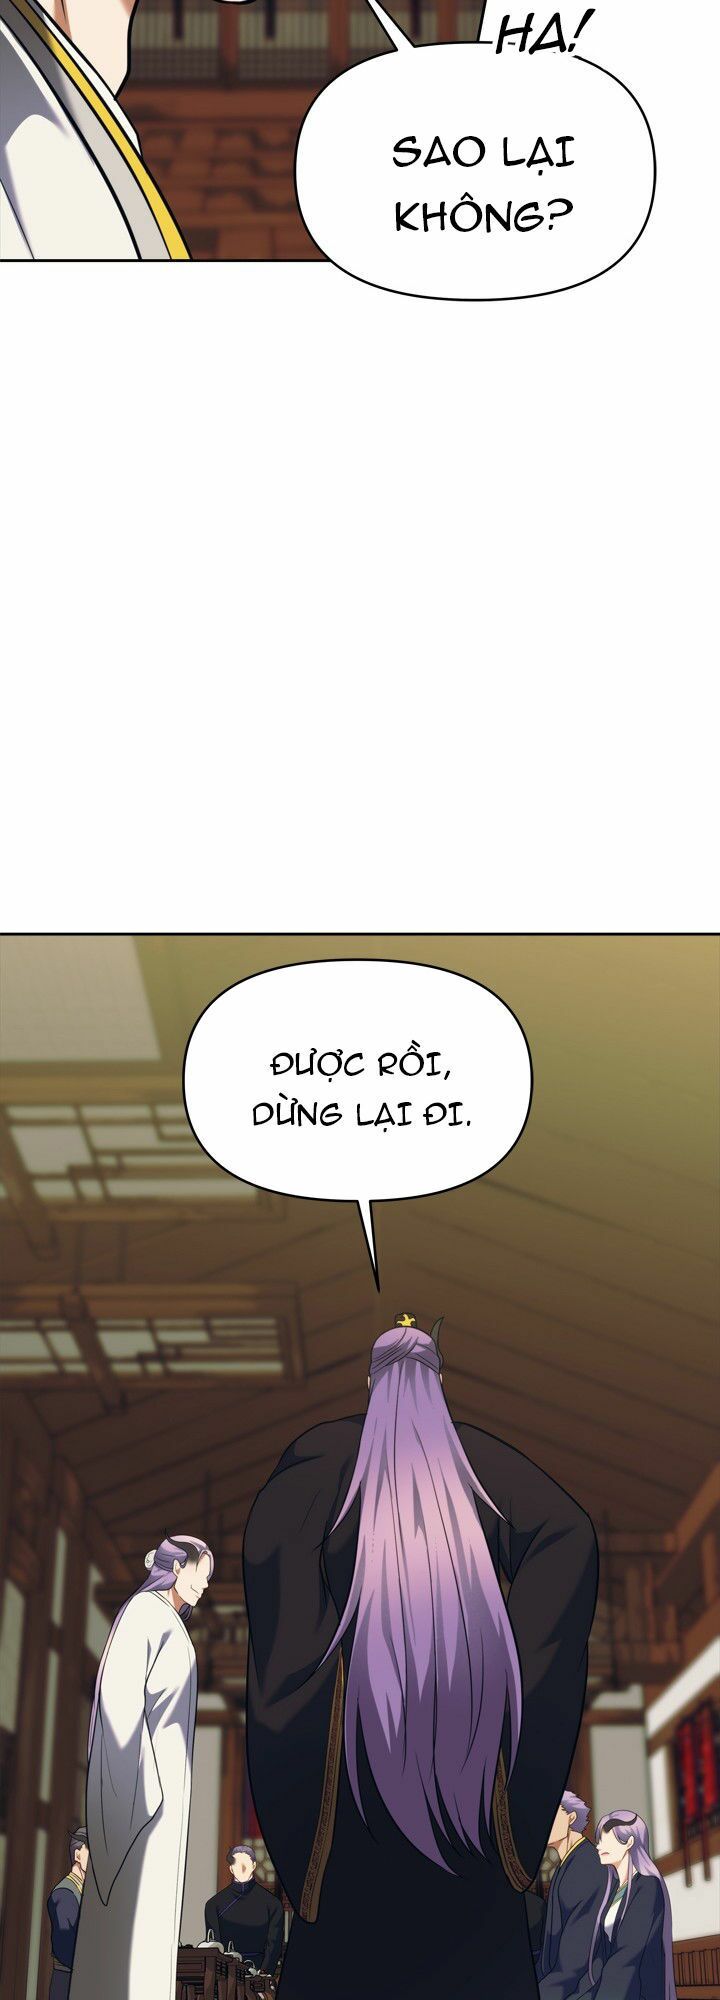 HA!
SAO LẠI
KHÔNG?
ĐƯỢC RỒI,
DỪNG LẠI ĐI.